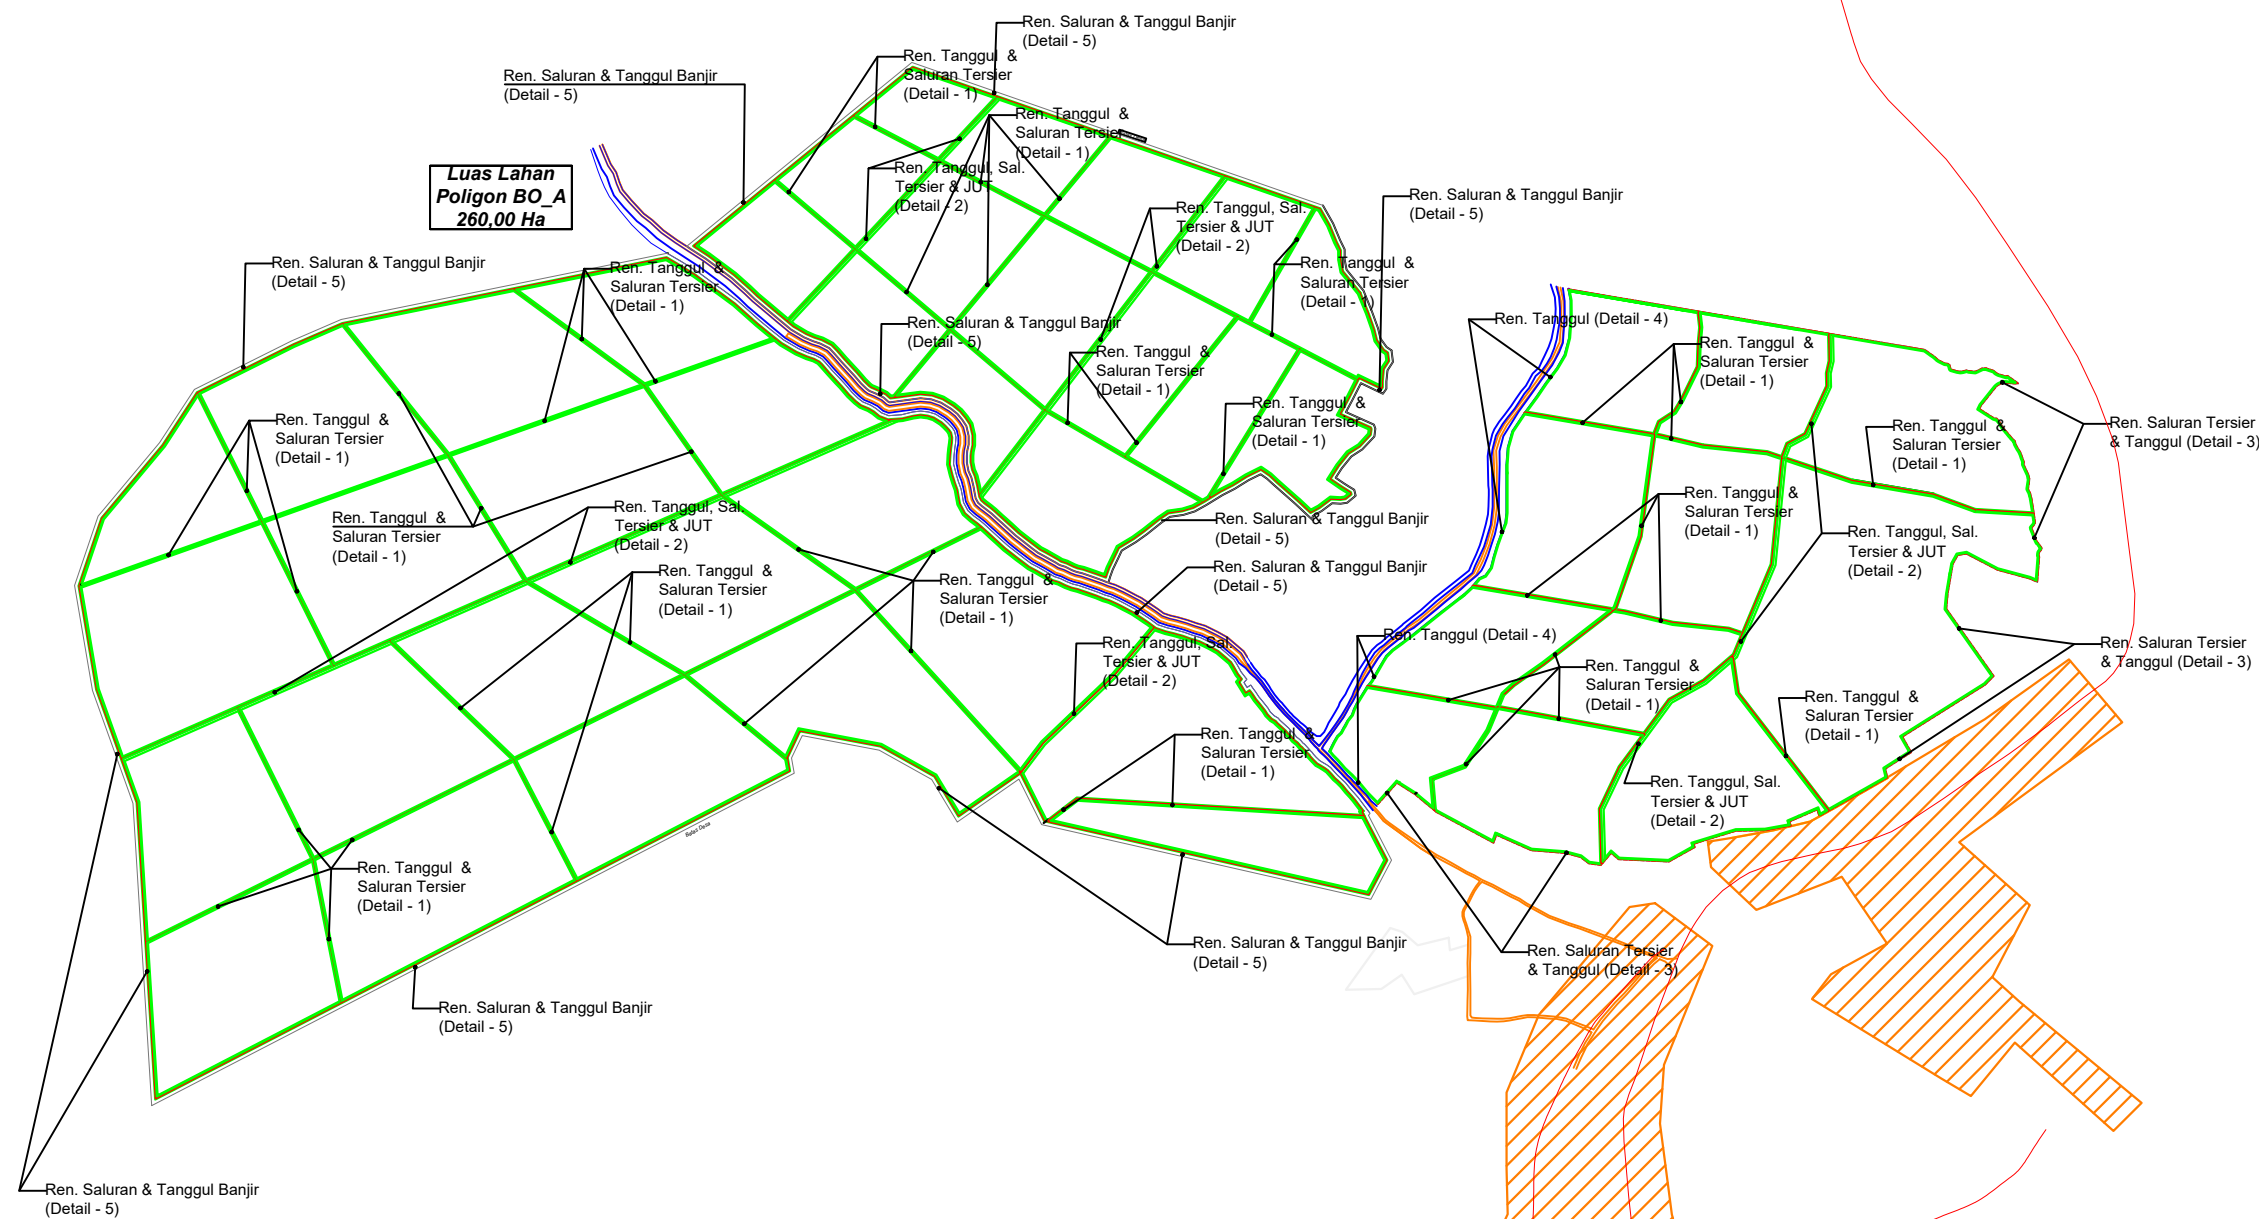 Ren. Saluran & Tanggul Banjir
(Detail - 5)
Ren. Tanggul &
Saluran Tersier
(Detail - 1)
Ren. Saluran & Tanggul Banjir
(Detail - 5)
Ren. Tanggul &
Saluran Tersier
(Detail - 1)
Luas Lahan
Poligon BO_A
260,00 Ha
Ren. Tanggul, Sal.
Tersier & JUT
(Detail - 2)
Ren. Saluran & Tanggul Banjir
(Detail - 5)
Ren. Tanggul, Sal.
Tersier & JUT
(Detail - 2)
Ren. Saluran & Tanggul Banjir
(Detail - 5)
Ren. Tanggul &
Saluran Tersier
(Detail - 1)
Ren. Tanggul &
Saluran Tersier
(Detail - 1)
Ren. Saluran & Tanggul Banjir
(Detail - 5)
Ren. Tanggul (Detail - 4)
Ren. Tanggul &
Saluran Tersier
(Detail - 1)
Ren. Tanggul &
Saluran Tersier
(Detail - 1)
Ren. Tanggul &
Saluran Tersier
(Detail - 1)
Ren. Tanggul &
Saluran Tersier
(Detail - 1)
Ren. Tanggul &
Saluran Tersier
(Detail - 1)
Ren. Saluran Tersier
& Tanggul (Detail - 3)
Ren. Tanggul &
Saluran Tersier
(Detail - 1)
Ren. Tanggul, Sal.
Tersier & JUT
(Detail - 2)
Ren. Saluran & Tanggul Banjir
(Detail - 5)
Ren. Tanggul &
Saluran Tersier
(Detail - 1)
Ren. Tanggul, Sal.
Tersier & JUT
(Detail - 2)
Ren. Tanggul &
Saluran Tersier
(Detail - 1)
Ren. Tanggul &
Saluran Tersier
(Detail - 1)
Ren. Saluran & Tanggul Banjir
(Detail - 5)
Ren. Tanggul, Sal.
Tersier & JUT
(Detail - 2)
Ren. Tanggul (Detail - 4)
Ren. Saluran Tersier
& Tanggul (Detail - 3)
Ren. Tanggul &
Saluran Tersier
(Detail - 1)
Ren. Tanggul &
Saluran Tersier
(Detail - 1)
Ren. Tanggul &
Saluran Tersier
(Detail - 1)
Ren. Tanggul, Sal.
Tersier & JUT
(Detail - 2)
Balai Desa
Ren. Tanggul &
Saluran Tersier
(Detail - 1)
Ren. Saluran & Tanggul Banjir
(Detail - 5)
Ren. Saluran Tersier
& Tanggul (Detail - 3)
Ren. Saluran & Tanggul Banjir
(Detail - 5)
Ren. Saluran & Tanggul Banjir
(Detail - 5)